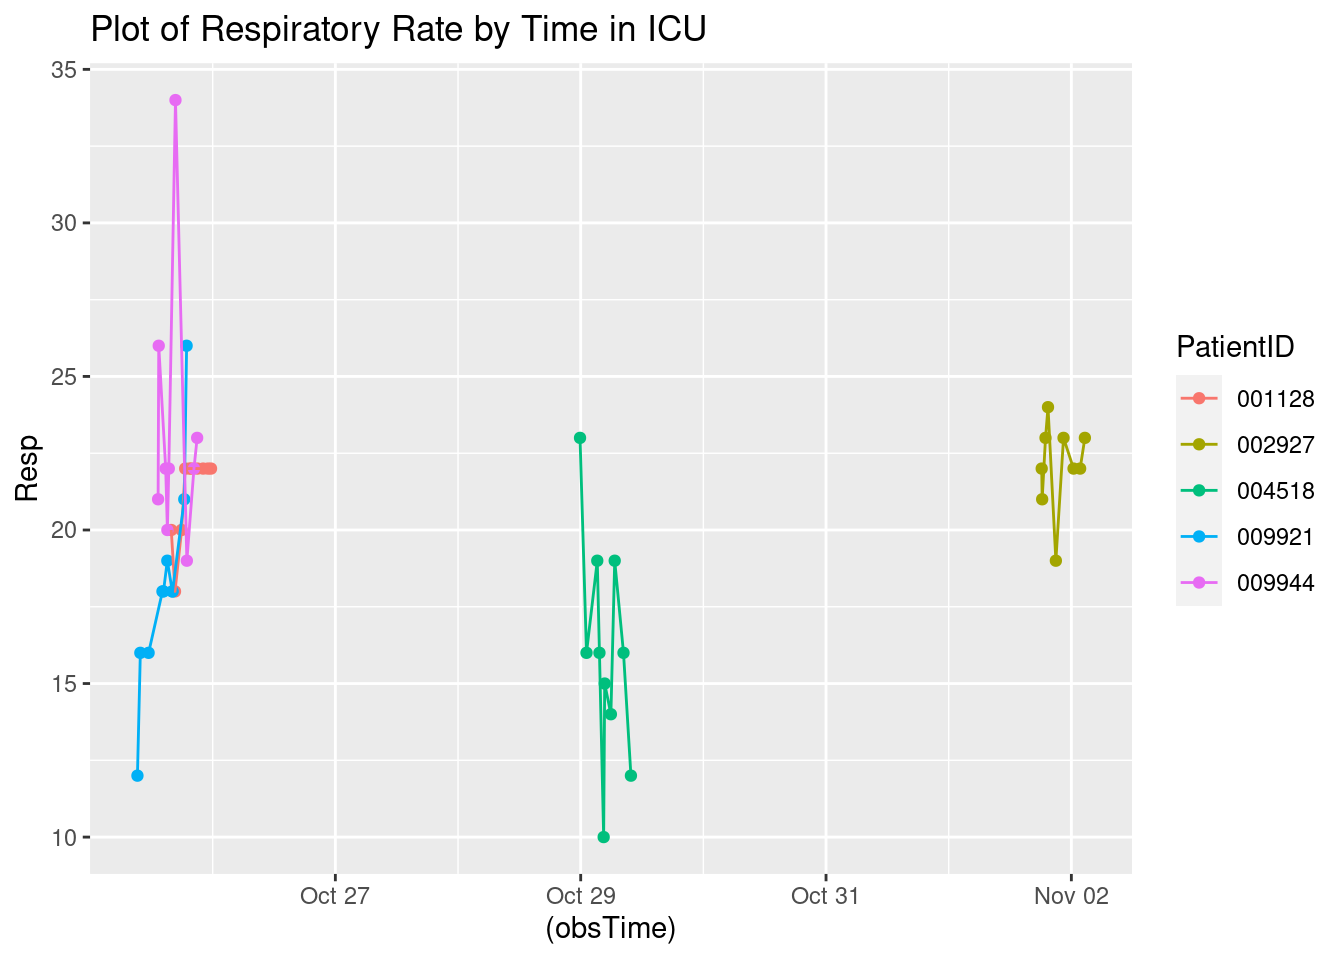 Plot of Respiratory Rate by Time in ICU
35
30
25
20
15
10
Resp
Oct 27
Oct 29
Oct 31
Nov 02
(obsTime)
PatientID
001128
002927
004518
009921
009944